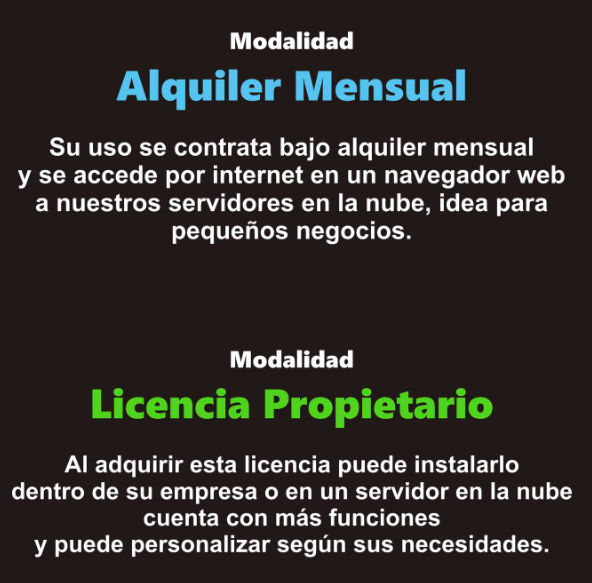 Modalidad
Alquiler Mensual
Su uso se contrata bajo alquiler mensual
y se accede por internet en un navegador web
a nuestros servidores en la nube, idea para
pequeños negocios.
Modalidad
Licencia Propietario
Al adquirir esta licencia puede instalarlo
dentro de su empresa o en un servidor en la nube
cuenta con más funciones
y puede personalizar según sus necesidades.